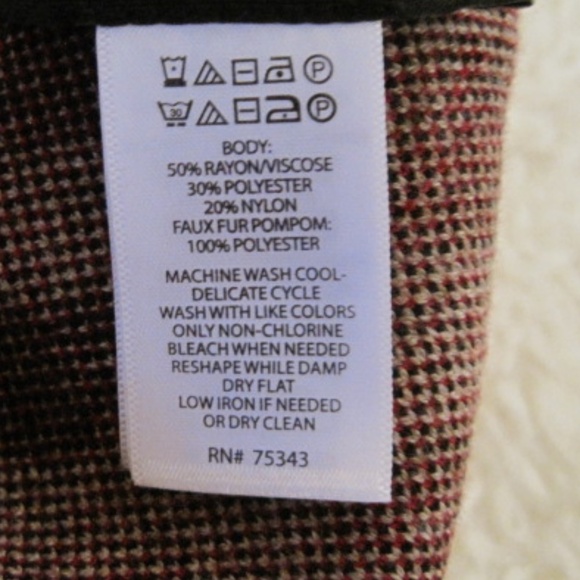 P
30 P
BODY:
50% RAYON/VISCOSE
30% POLYESTER
20% NYLON
FAUX FUR POMPOM:
100% POLYESTER
MACHINE WASH COOL-
DELICATE CYCLE
WASH WITH LIKE COLORS
ONLY NON-CHLORINE
BLEACH WHEN NEEDED
RESHAPE WHILE DAMP
DRY FLAT
LOW IRON IF NEEDED
OR DRY CLEAN
RN# 75343